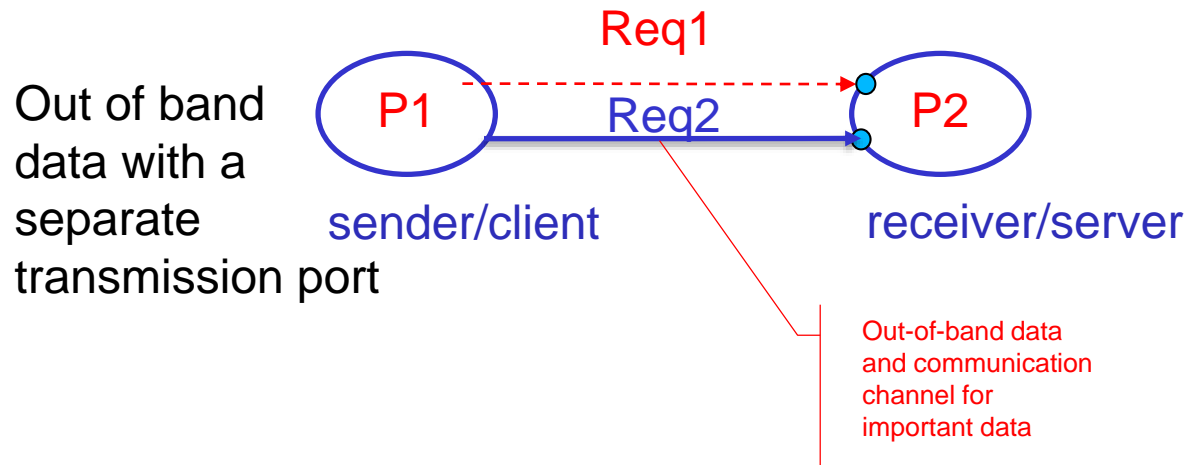 Req1
Out of band
data with a
separate
transmission port
P1
Req2
P2
sender/client
receiver/server
Out-of-band data
and communication
channel for
important data